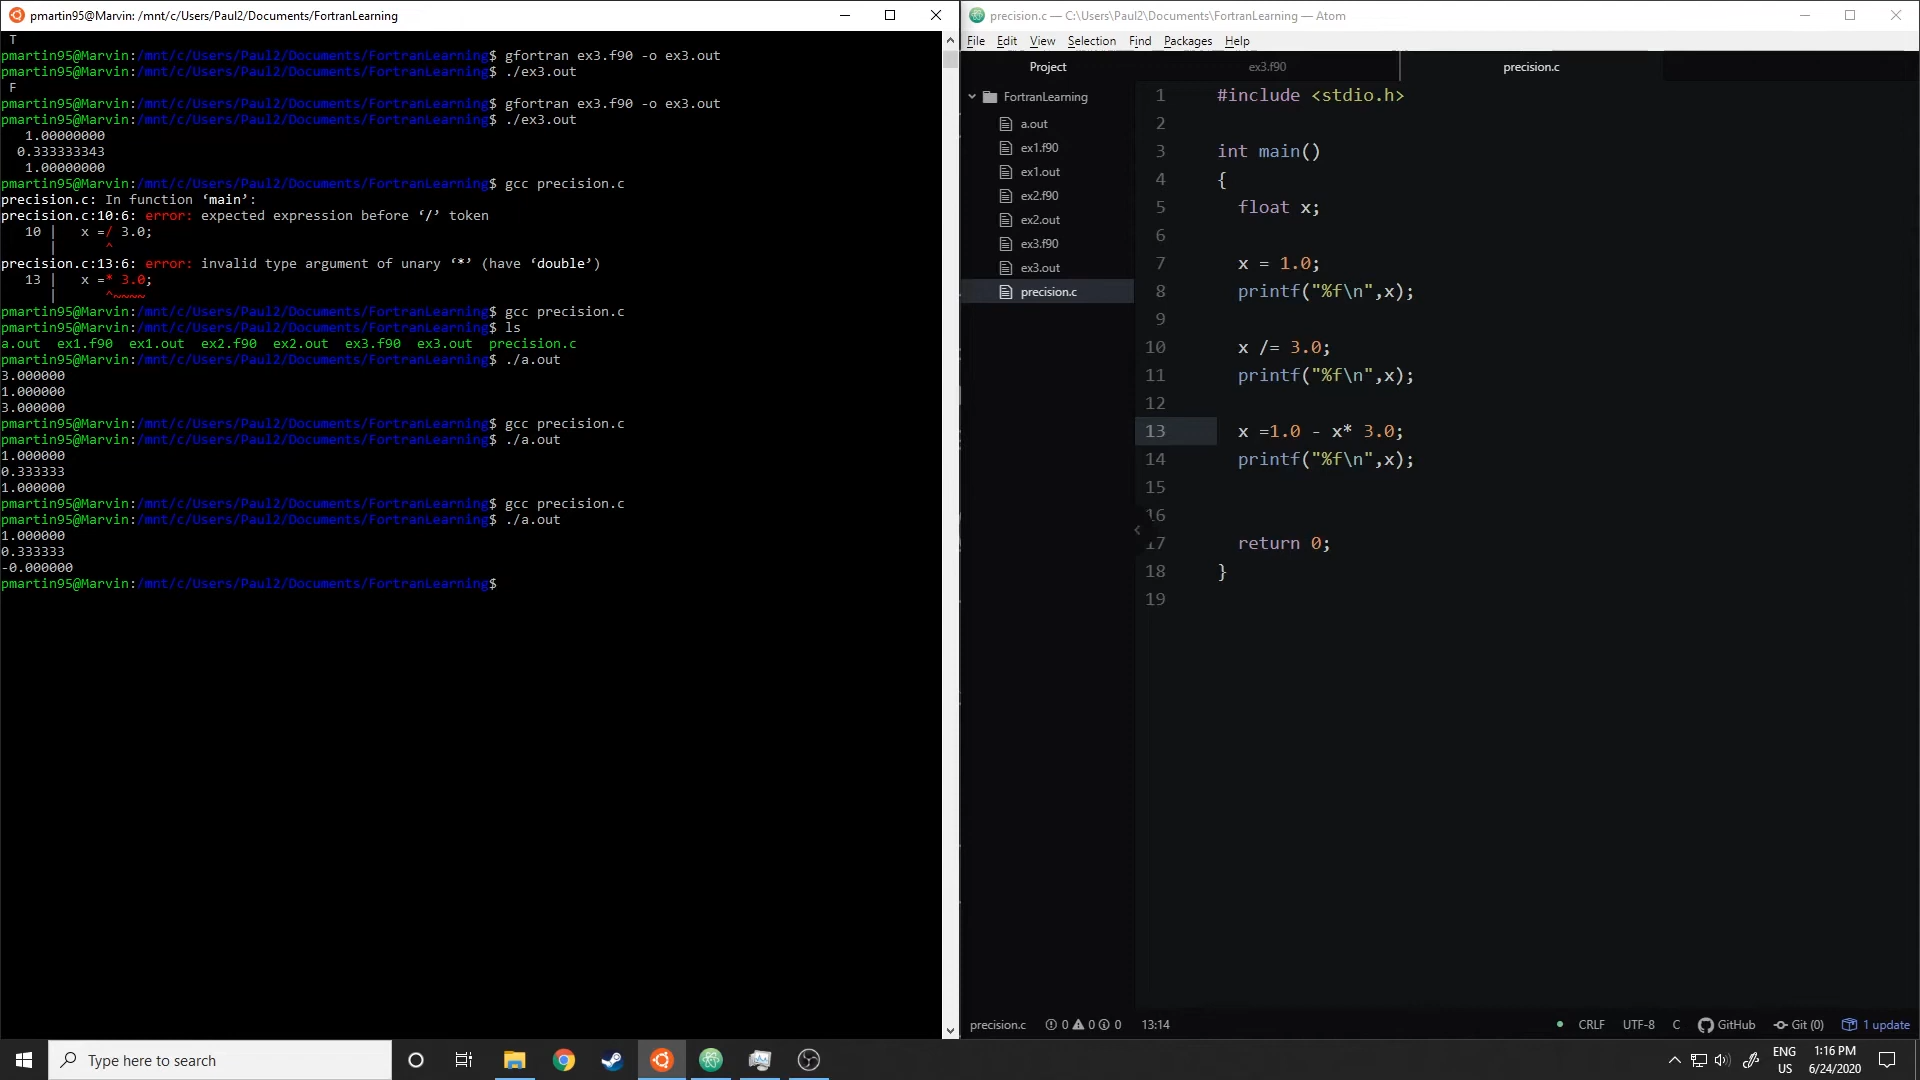 pmartin95@Marvin: /mnt/c/Users/Paul2/Documents/FortranLearning
T
pmartin95@Marvin:/mnt/c/Users/Paul2/Documents/FortranLearning$ gfortran ex3.f90 -o ex3.out
pmartin95@Marvin:/mnt/c/Users/Paul2/Documents/FortranLearning$ ./ex3.out
F
pmartin95@Marvin:/mnt/c/Users/Paul2/Documents/FortranLearning$ gfortran ex3.f90 -o ex3.out
pmartin95@Marvin:/mnt/c/Users/Paul2/Documents/FortranLearning$ ./ex3.out
1.00000000
0.333333343
1.00000000
pmartin95@Marvin:/mnt/c/Users/Paul2/Documents/FortranLearning$ gcc precision.c
precision.c: In function ‘main’:
precision.c:10:6: error: expected expression before ‘/’ token
10 |   x =/ 3.0;
|      ^
precision.c:13:6: error: invalid type argument of unary ‘*’ (have ‘double’)
13 |   x =* 3.0;
|      ^~~~~
pmartin95@Marvin:/mnt/c/Users/Paul2/Documents/FortranLearning$ gcc precision.c
pmartin95@Marvin:/mnt/c/Users/Paul2/Documents/FortranLearning$ ls
a.out  ex1.f90  ex1.out  ex2.f90  ex2.out  ex3.f90  ex3.out  precision.c
pmartin95@Marvin:/mnt/c/Users/Paul2/Documents/FortranLearning$ ./a.out
3.000000
1.000000
3.000000
pmartin95@Marvin:/mnt/c/Users/Paul2/Documents/FortranLearning$ gcc precision.c
pmartin95@Marvin:/mnt/c/Users/Paul2/Documents/FortranLearning$ ./a.out
1.000000
0.333333
1.000000
pmartin95@Marvin:/mnt/c/Users/Paul2/Documents/FortranLearning$ gcc precision.c
pmartin95@Marvin:/mnt/c/Users/Paul2/Documents/FortranLearning$ ./a.out
1.000000
0.333333
-0.000000
pmartin95@Marvin:/mnt/c/Users/Paul2/Documents/FortranLearning$
precision.c — C:\Users\Paul2\Documents\FortranLearning — Atom
File Edit View Selection Find Packages Help
Project
FortranLearning
a.out
ex1.f90
ex1.out
ex2.f90
ex2.out
ex3.f90
ex3.out
precision.c
ex3.f90 precision.c
1 #include <stdio.h>
2
3 int main()
4 {
5 float x;
6
7 x = 1.0;
8 printf("%f\n",x);
9
10 x /= 3.0;
11 printf("%f\n",x);
12
13 x =1.0 - x* 3.0;
14 printf("%f\n",x);
15
16
17 return 0;
18 }
19
precision.c 0 0 0 13:14 CRLF UTF-8 C GitHub Git (0) 1 update
Type here to search
ENG
US
1:16 PM
6/24/2020